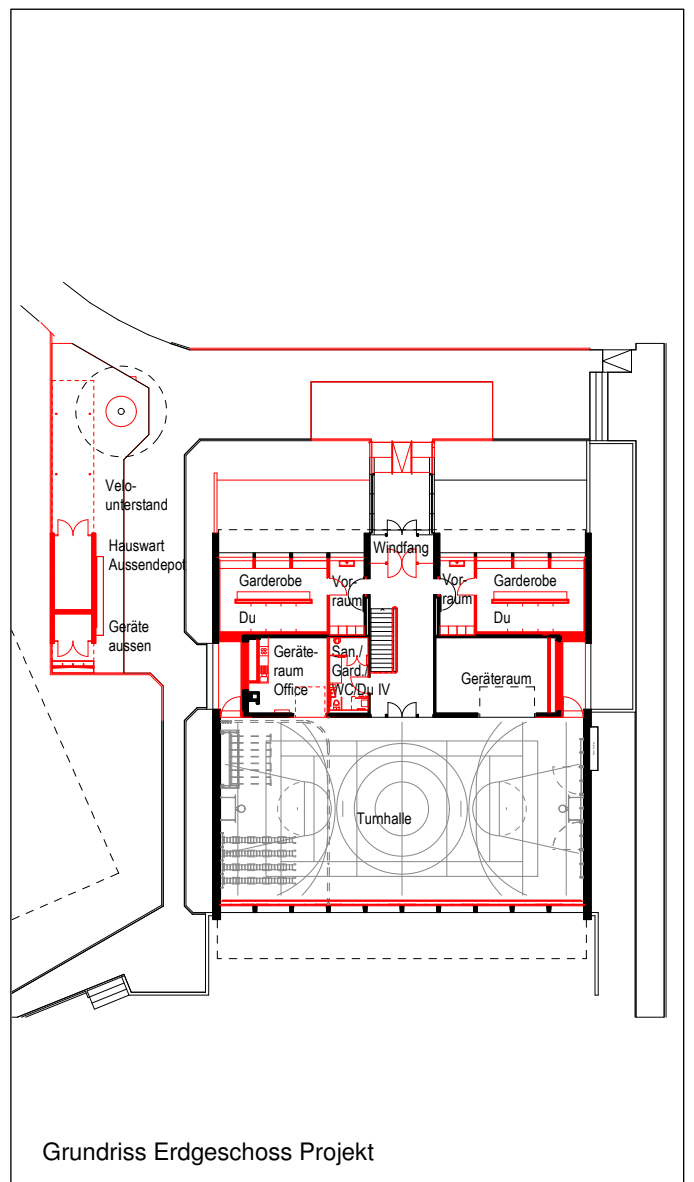 Velo-
unterstand
Hauswart
Aussendepot
Geräte
aussen
Windfang
Garderobe
Vor-
raum
Du
Vor-
raum
Garderobe
Du
Geräte-
raum
Office
San./
Gard./
WC/Du IV
Geräteraum
Turnhalle
Grundriss Erdgeschoss Projekt